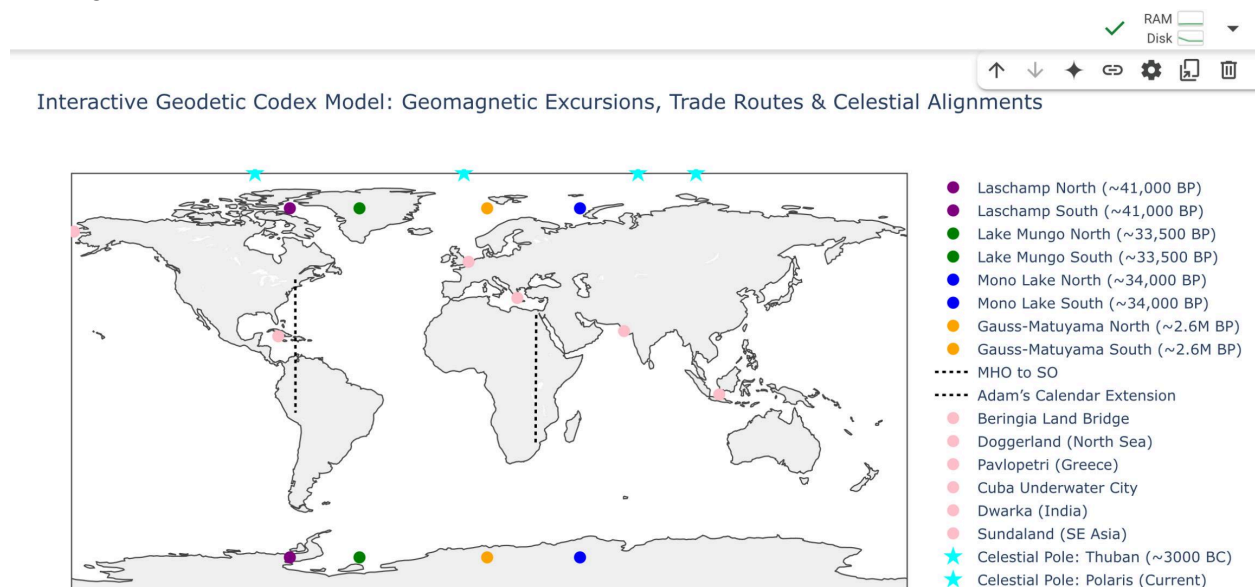 RAM
Disk
Interactive Geodetic Codex Model: Geomagnetic Excursions, Trade Routes & Celestial Alignments
Laschamp North (~41,000 BP)
Laschamp South (~41,000 BP)
Lake Mungo North (~33,500 BP)
Lake Mungo South (~33,500 BP)
Mono Lake North (~34,000 BP)
Mono Lake South (~34,000 BP)
Gauss-Matuyama North (~2.6M BP)
Gauss-Matuyama South (~2.6M BP)
MHO to SO
Adam’s Calendar Extension
Beringia Land Bridge
Doggerland (North Sea)
Pavlopetri (Greece)
Cuba Underwater City
Dwarka (India)
Sundaland (SE Asia)
Celestial Pole: Thuban (~3000 BC)
Celestial Pole: Polaris (Current)